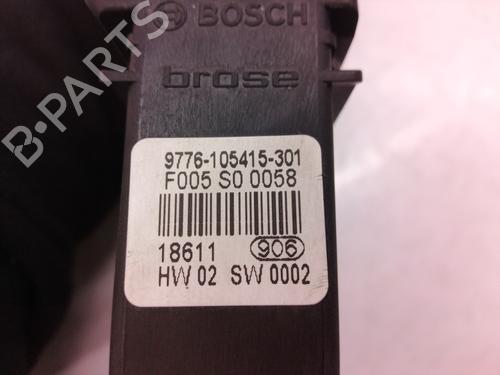 BOSCH
brose
9776-105415-301
F005 S0 0058
18611 906
HW 02 SW 0002
B-PARTS